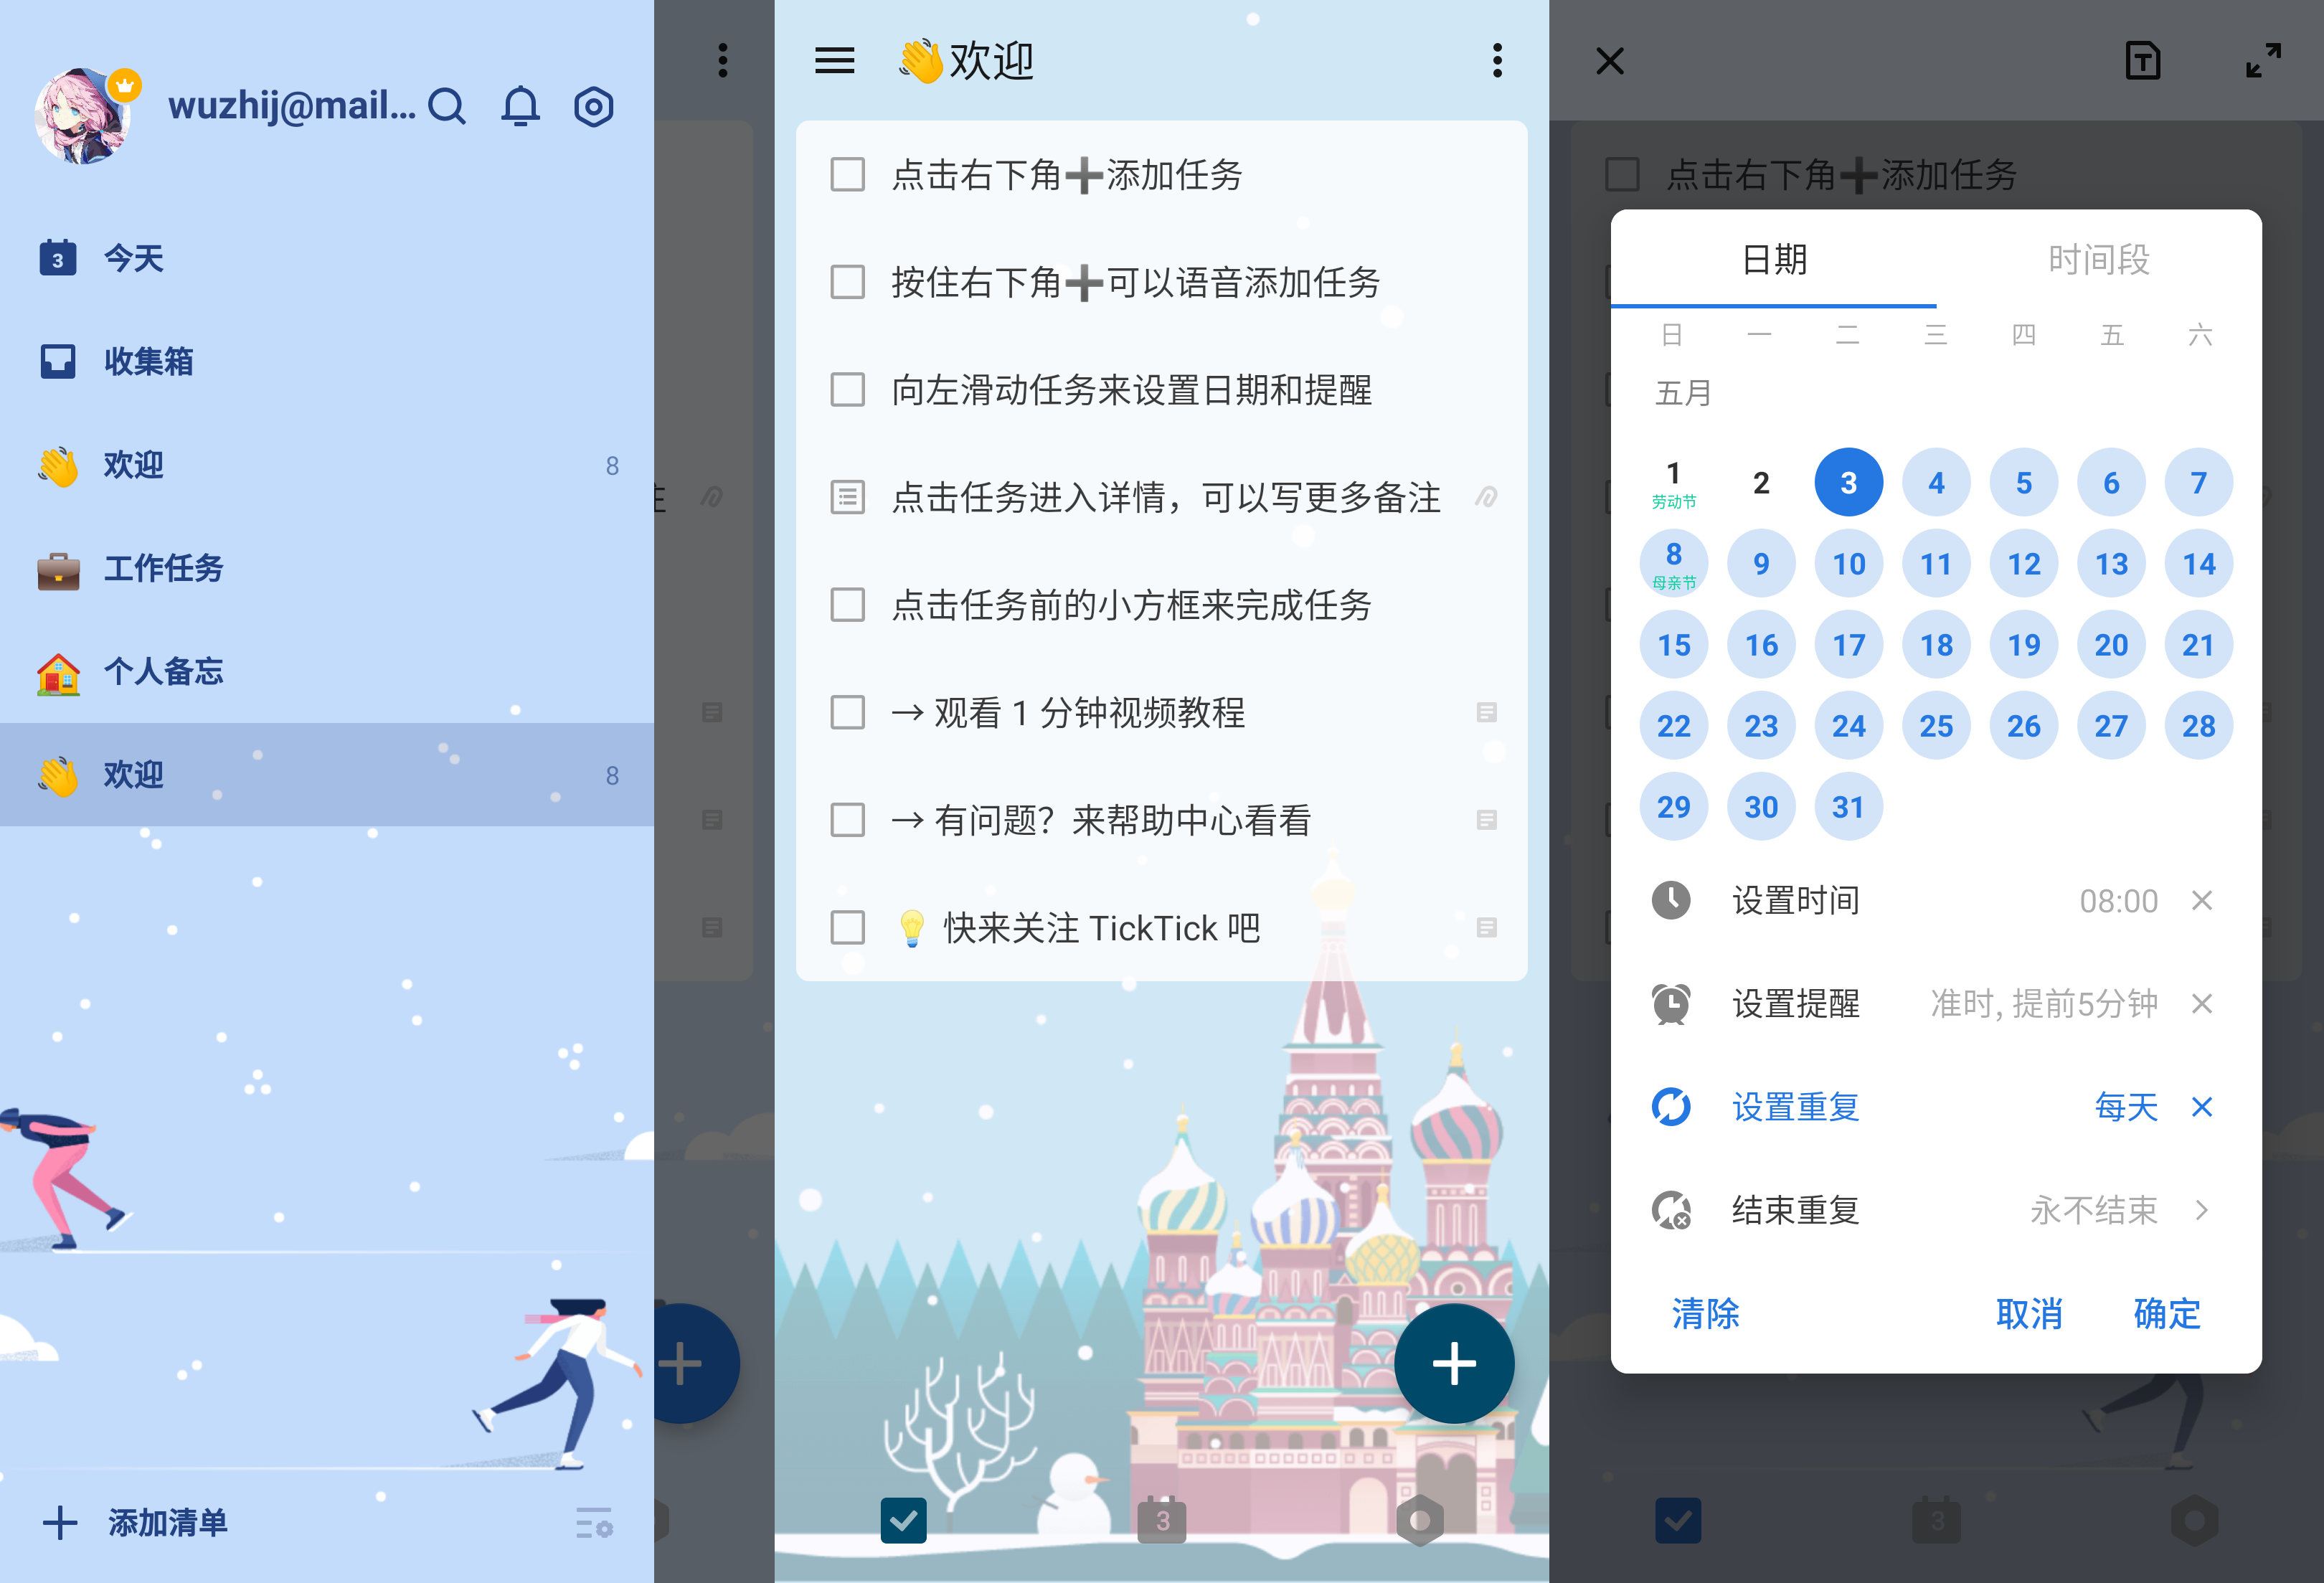 wuzhij@mail...
3
今天
收集箱
欢迎
8
工作任务
个人备忘
欢迎
8
添加清单
注
欢迎
点击右下角➕添加任务
按住右下角➕可以语音添加任务
向左滑动任务来设置日期和提醒
点击任务进入详情，可以写更多备注
点击任务前的小方框来完成任务
→ 观看 1 分钟视频教程
→ 有问题？来帮助中心看看
快来关注 TickTick 吧
3
T
点击右下角➕添加任务
日期 时间段
日 一 二 三 四 五 六
五月
1 2 3 4 5 6 7
劳动节
8 9 10 11 12 13 14
母亲节
15 16 17 18 19 20 21
22 23 24 25 26 27 28
29 30 31
设置时间 08:00
设置提醒 准时, 提前5分钟
设置重复 每天
结束重复 永不结束
清除 取消 确定
3